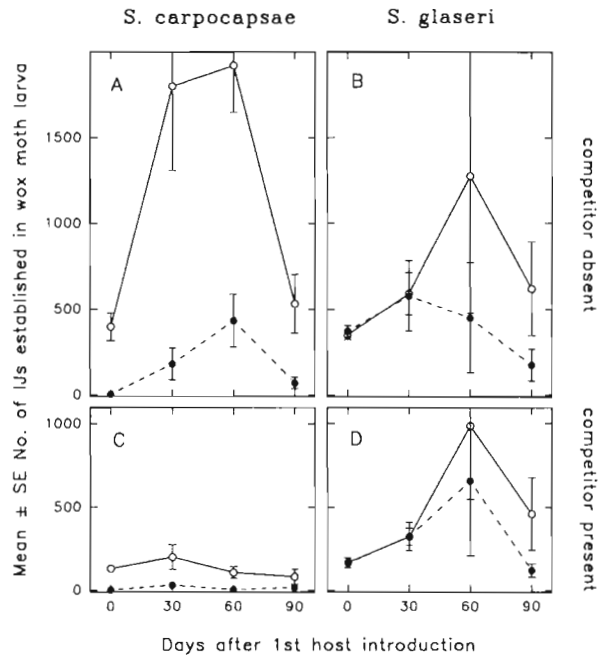 S. carpocapsae S. glaseri
Mean ± SE No. of IJs established in wox moth larva
A
B
1500
1000
500
0
competitor absent
C
D
1000
500
0
competitor present
0 30 60 90 0 30 60 90
Days after 1st host introduction